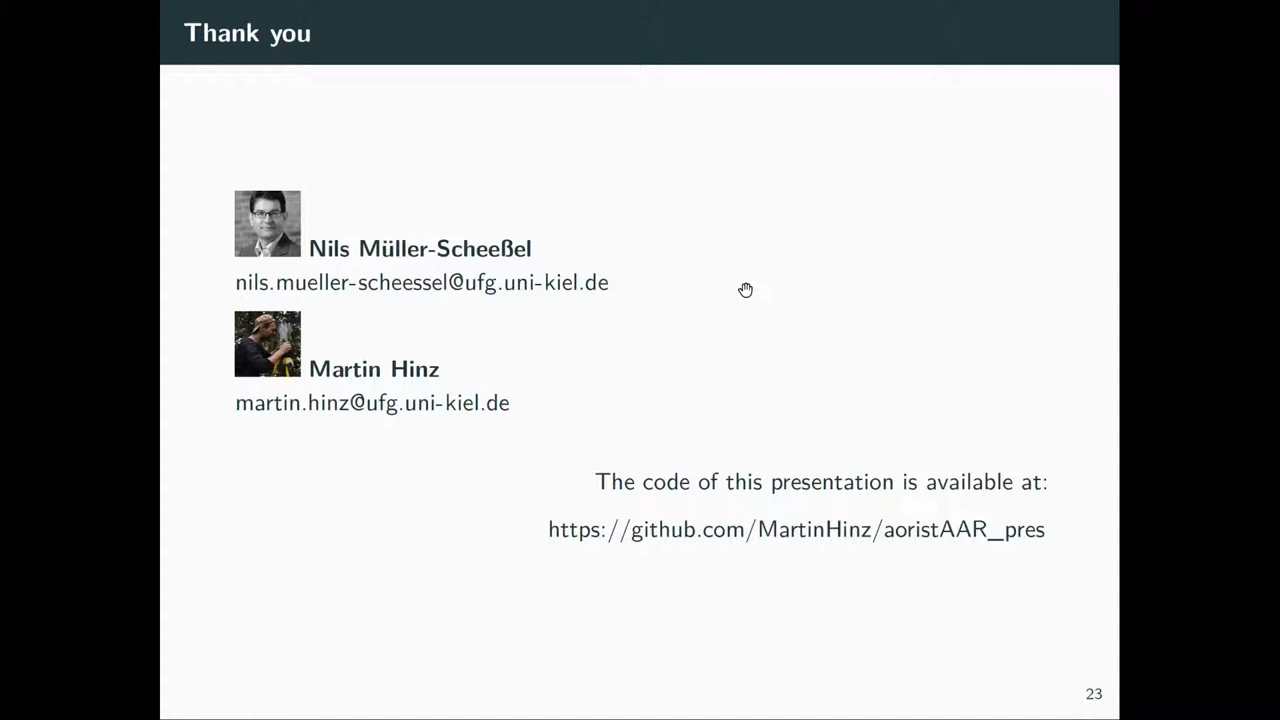 Thank you
Nils Müller-Scheeßel
nils.mueller-scheessel@ufg.uni-kiel.de
Martin Hinz
martin.hinz@ufg.uni-kiel.de
The code of this presentation is available at:
https://github.com/MartinHinz/aoristAAR_pres
23